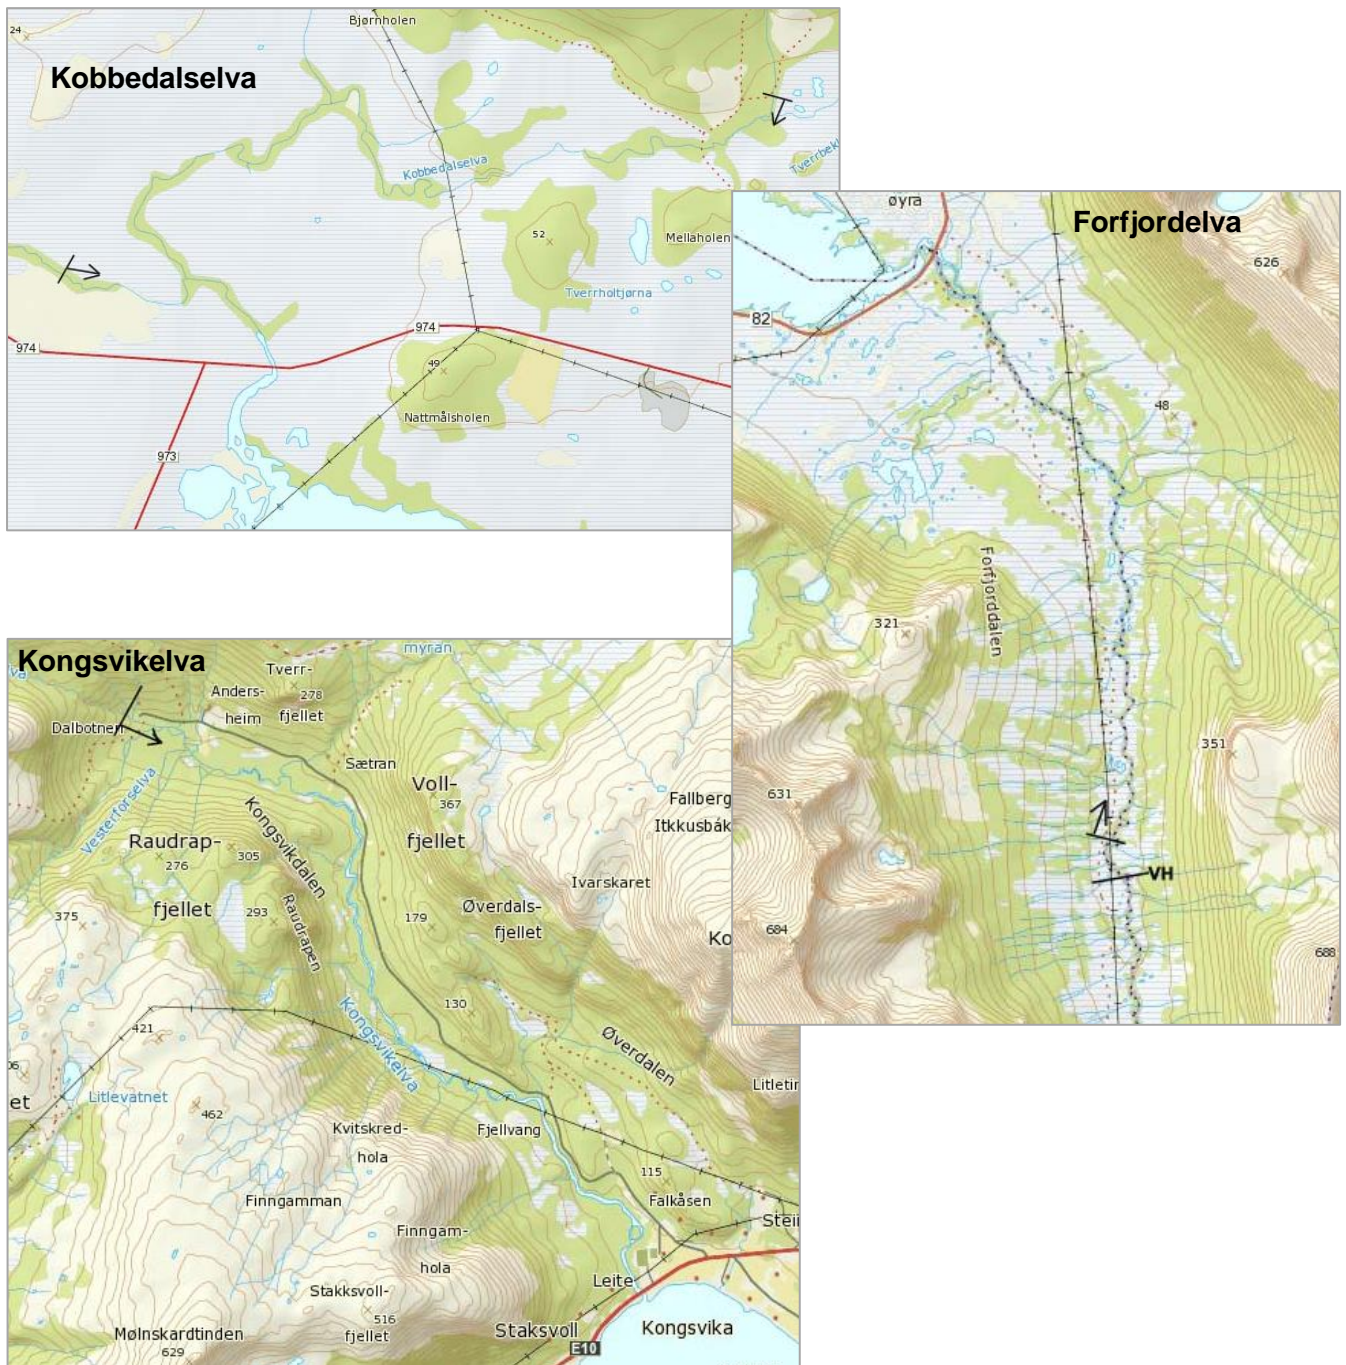 Bjørnholen
24
Kobbedalselva
Kobbedalselva
52
Mellaholen
Tverrholtjørna
974
974
49
Nattmålsholen
973
øyra
Forfjordelva
626
82
48
Forfjorddalen
321
351
631
VH
684
688
Kongsvikelva
myran
Tverr-
278
fjellet
Anders-
heim
Dalbotnen
Sætran
Vesterforselva
Voll-
367
fjellet
Fallberg
Itkkusbák
Kongsvikdalen
Raudrap-
276
305
fjellet
293
Raudrapen
375
Ivarskaret
179
Øverdals-
fjellet
Ko
130
421
Kongsvikelva
Øverdalen
et
Litlevatnet
462
Litletin
Kvitskred-
hola
Fjellvang
115
Falkåsen
Finngamman
Finngam-
hola
Stein
Leite
Stakksvoll-
516
fjellet
Mølnskardtinden
629
Staksvoll
E10
Kongsvika